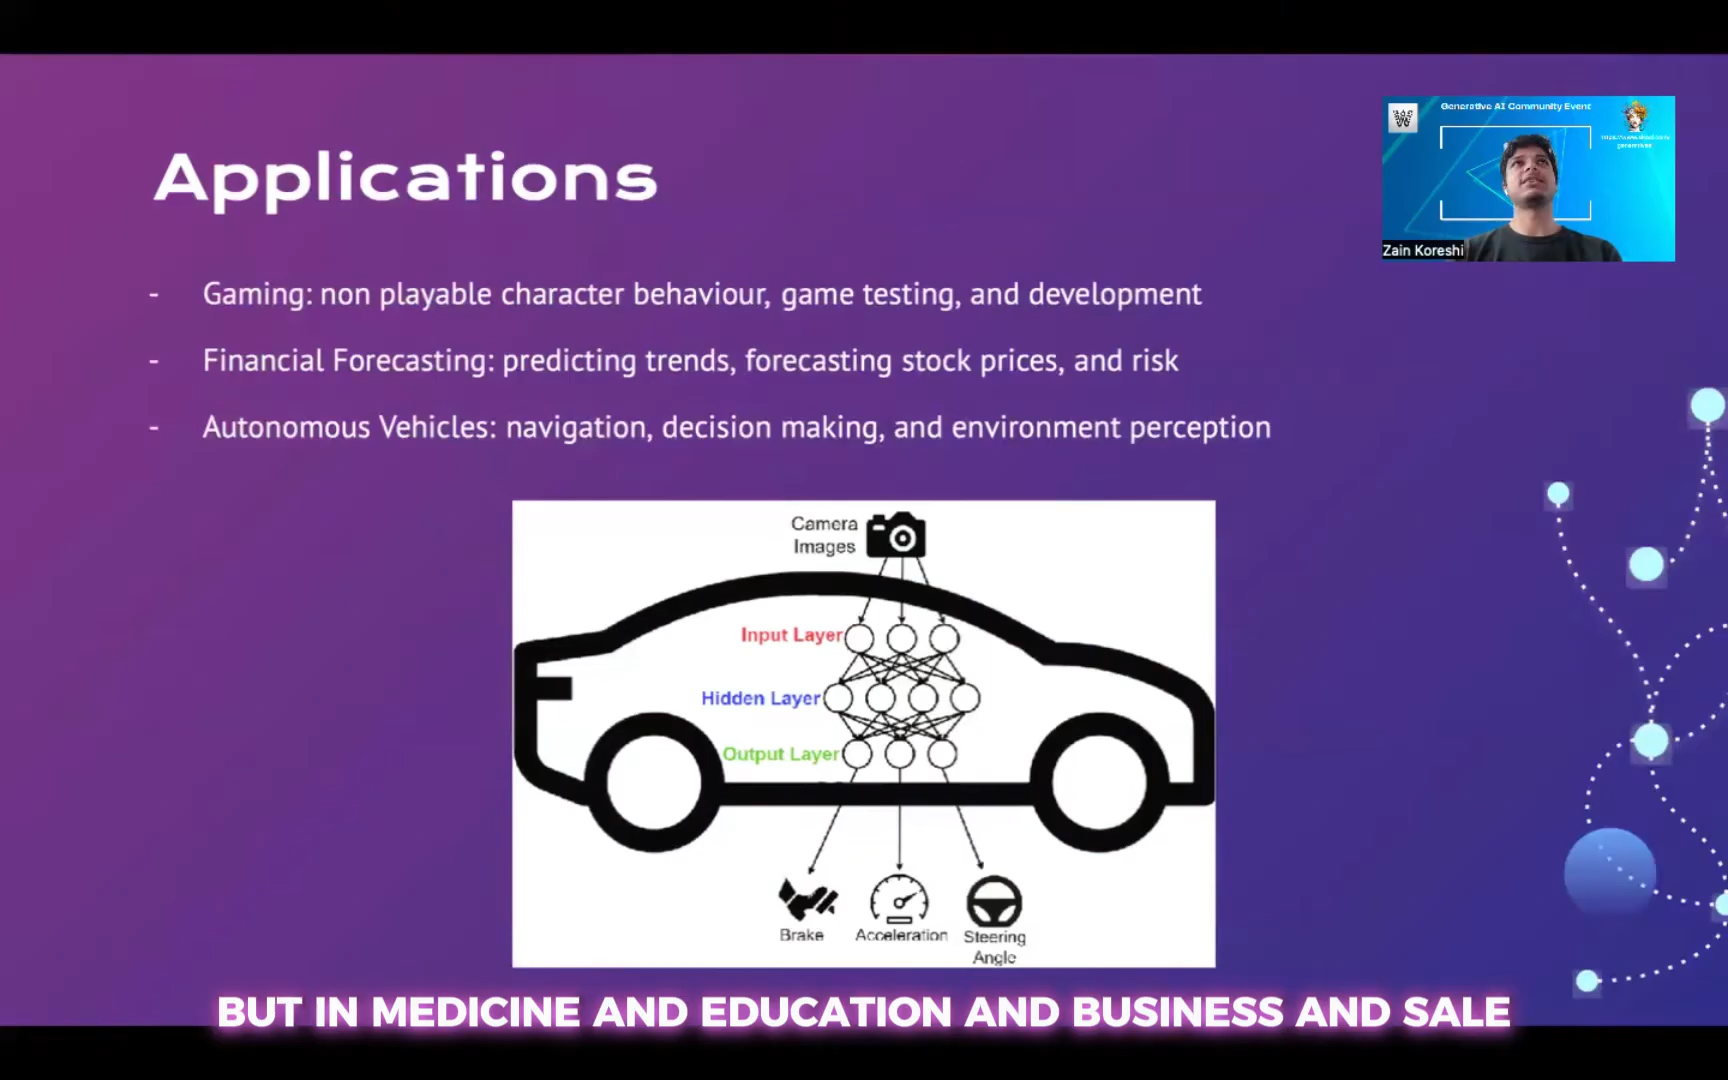 Generative AI Community Event
Zain Koreshi
Applications
- Gaming: non playable character behaviour, game testing, and development
- Financial Forecasting: predicting trends, forecasting stock prices, and risk
- Autonomous Vehicles: navigation, decision making, and environment perception
Camera
Images
Input Layer
Hidden Layer
Output Layer
Brake
Acceleration
Steering
Angle
BUT IN MEDICINE AND EDUCATION AND BUSINESS AND SALE